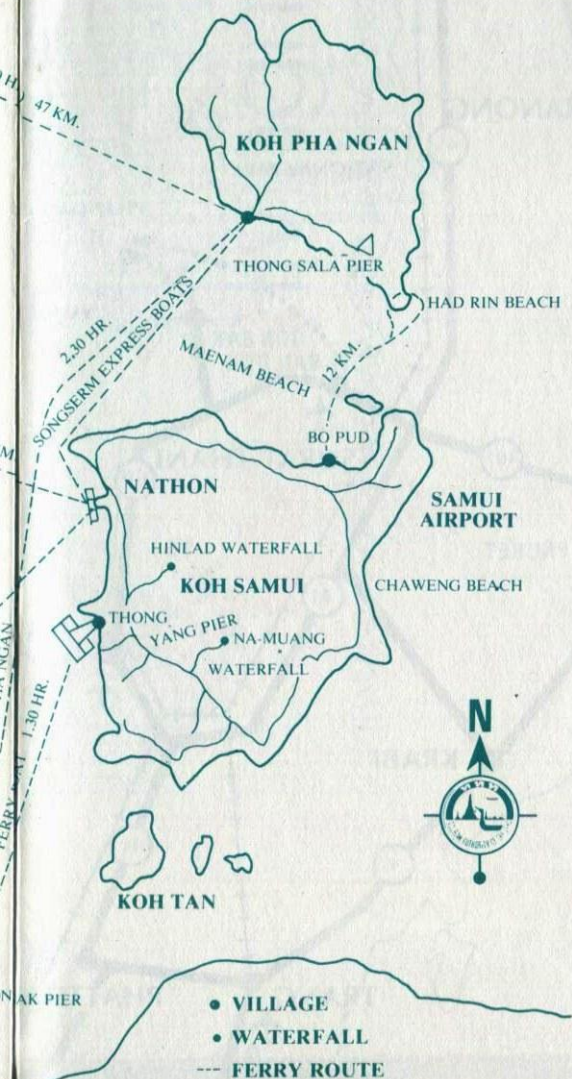 47 KM.
KOH PHA NGAN
THONG SALA PIER
HAD RIN BEACH
2.30 HR.
SONGSERM EXPRESS BOATS
12 KM.
MAENAM BEACH
BO PUD
NATHON
SAMUI
AIRPORT
HINLAD WATERFALL
KOH SAMUI
CHAWENG BEACH
THONG
YANG PIER
NA-MUANG
WATERFALL
1.30 HR.
N
KOH TAN
AK PIER
VILLAGE
WATERFALL
--- FERRY ROUTE